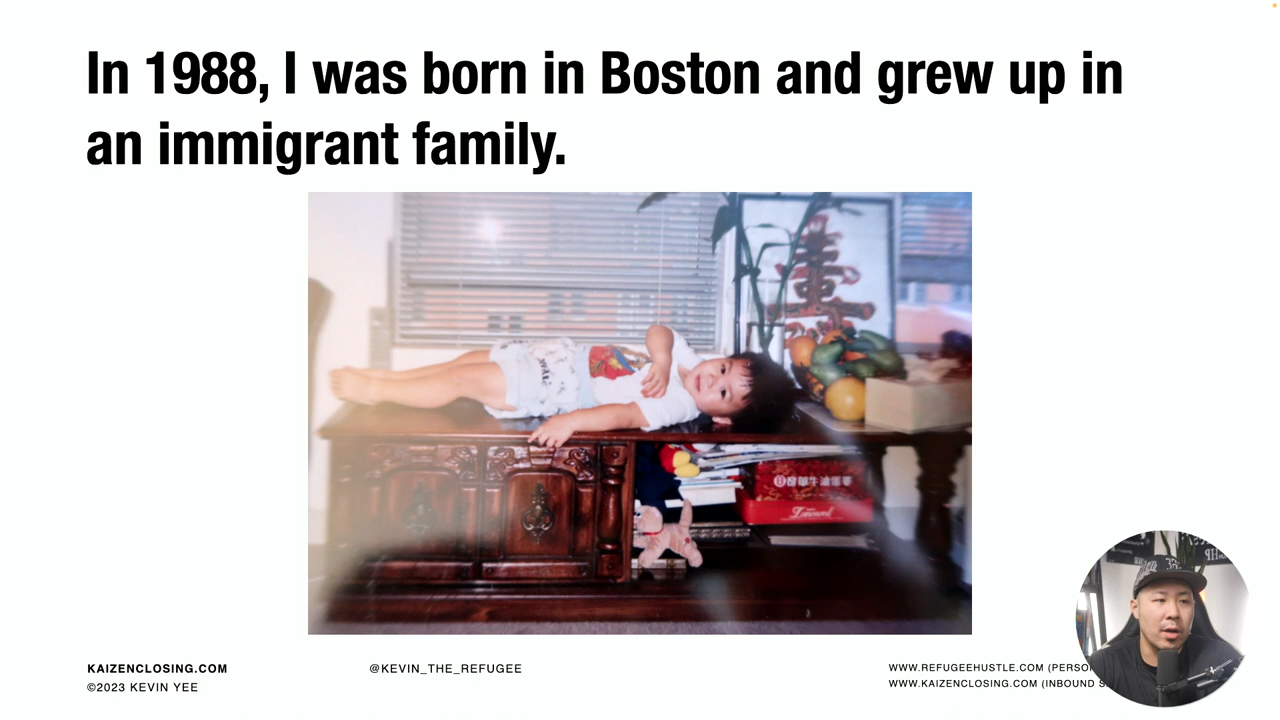 In 1988, I was born in Boston and grew up in
an immigrant family.
KAIZENCLOSING.COM
©2023 KEVIN YEE
@KEVIN_THE_REFUGEE
WWW.REFUGEEHUSTLE.COM
WWW.KAIZENCLOSING.COM (INBOUND